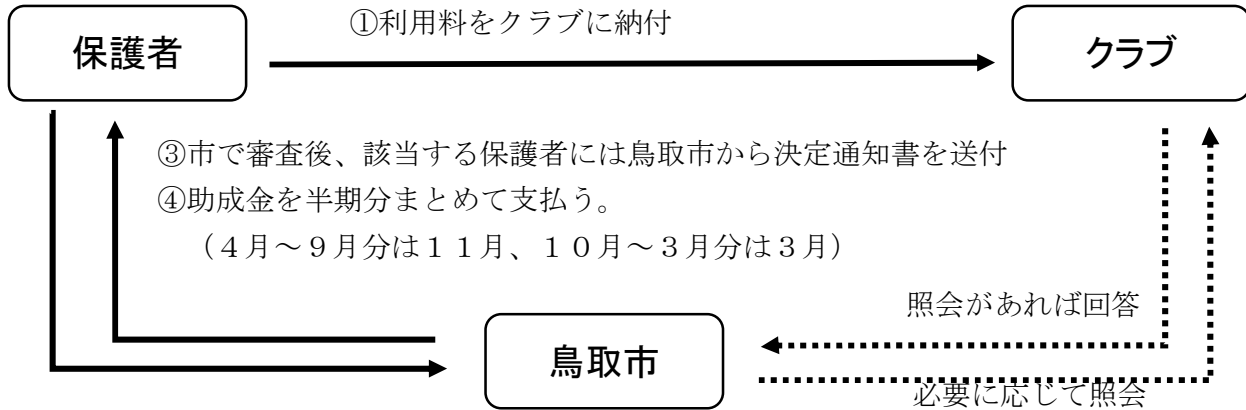 ①利用料をクラブに納付
保護者
クラブ
③市で審査後、該当する保護者には鳥取市から決定通知書を送付
④助成金を半期分まとめて支払う。
（４月～９月分は１１月、１０月～３月分は３月）
照会があれば回答
鳥取市
必要に応じて照会